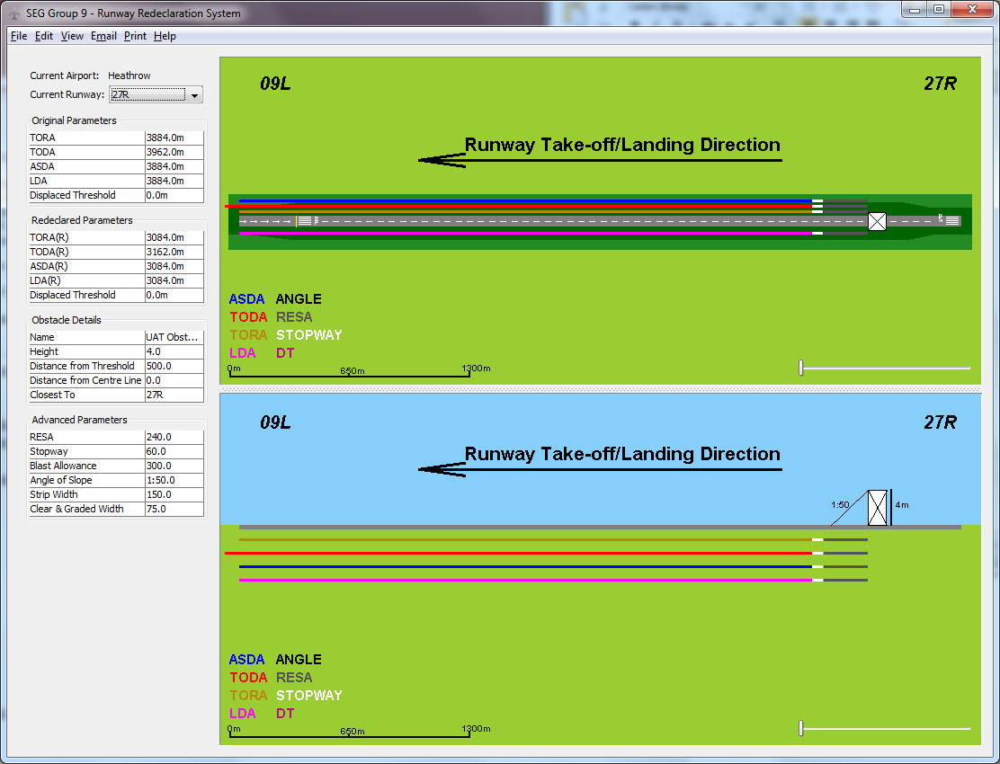 SEG Group 9 - Runway Redeclaration System
File Edit View Email Print Help
Current Airport: Heathrow
Current Runway: 27R
Original Parameters
TORA 3884.0m
TODA 3962.0m
ASDA 3884.0m
LDA 3884.0m
Displaced Threshold 0.0m
Redeclared Parameters
TORA(R) 3084.0m
TODA(R) 3162.0m
ASDA(R) 3084.0m
LDA(R) 3084.0m
Displaced Threshold 0.0m
Obstacle Details
Name UAT Obst...
Height 4.0
Distance from Threshold 500.0
Distance from Centre Line 0.0
Closest To 27R
Advanced Parameters
RESA 240.0
Stopway 60.0
Blast Allowance 300.0
Angle of Slope 1:50.0
Strip Width 150.0
Clear & Graded Width 75.0
09L 27R
Runway Take-off/Landing Direction
ASDA ANGLE
TODA RESA
TORA STOPWAY
LDA DT
0m 650m 1300m
09L 27R
Runway Take-off/Landing Direction
1:50 4m
ASDA ANGLE
TODA RESA
TORA STOPWAY
LDA DT
0m 650m 1300m